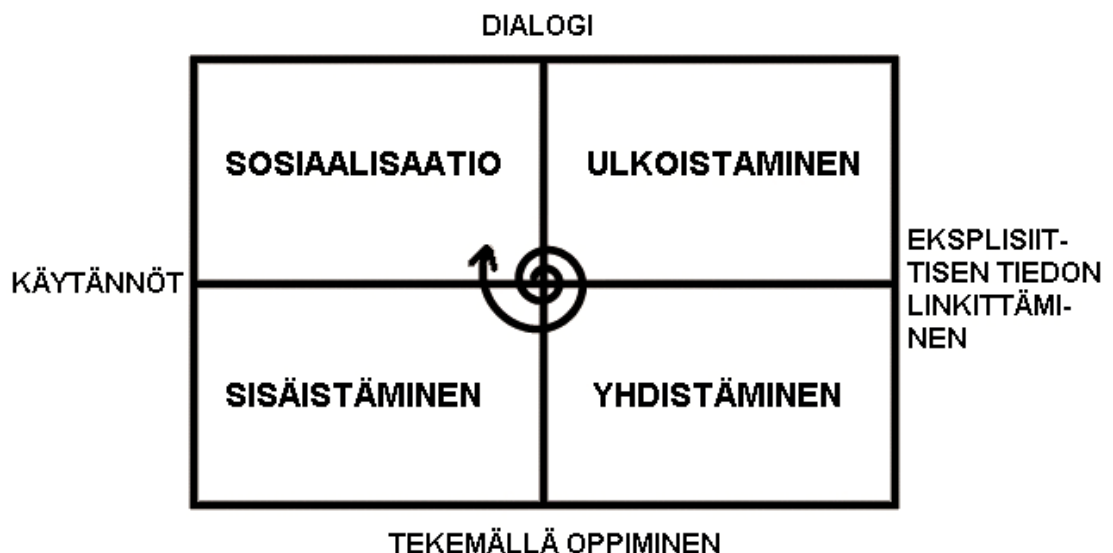 DIALOGI
SOSIAALISAATIO
ULKOISTAMINEN
KÄYTÄNNÖT
EKSPLISIIT-
TISEN TIEDON
LINKITTÄMI-
NEN
SISÄISTÄMINEN
YHDISTÄMINEN
TEKEMÄLLÄ OPPIMINEN